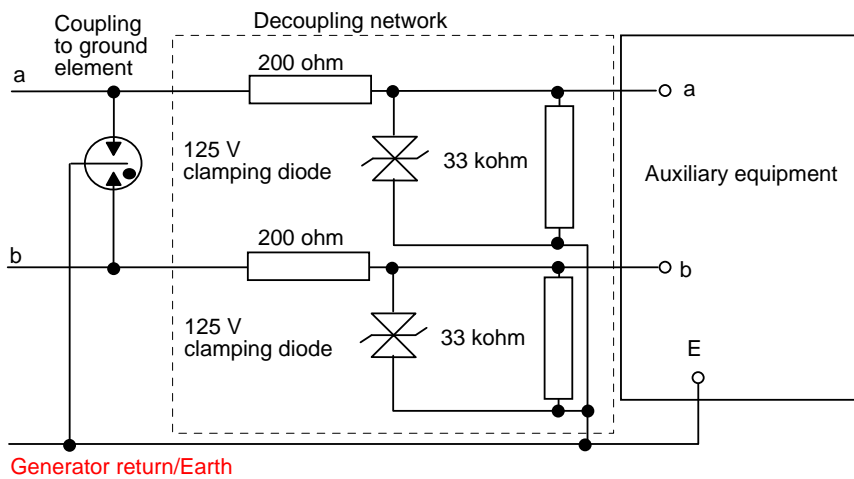 Decoupling network
Coupling
to ground
element
a
200 ohm
a
125 V
clamping diode
33 kohm
Auxiliary equipment
b
200 ohm
b
125 V
clamping diode
33 kohm
E
Generator return/Earth